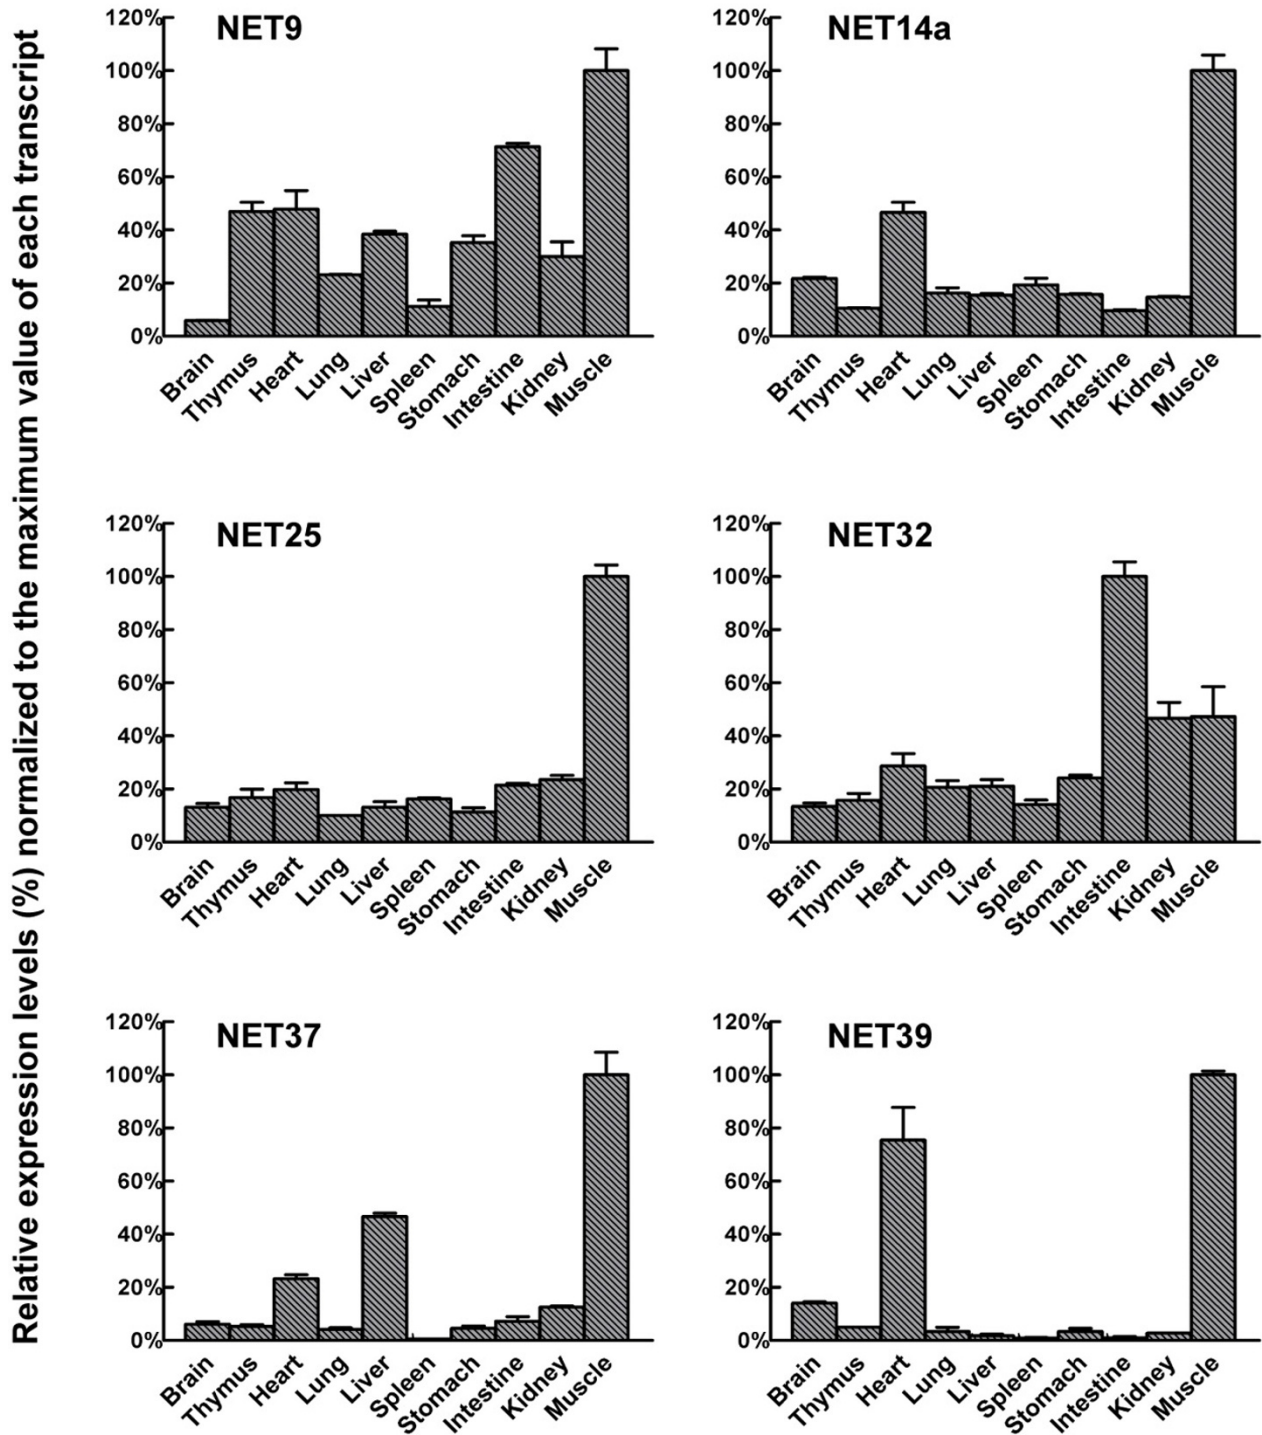 Relative expression levels (%) normalized to the maximum value of each transcript
NET9
120%
100%
80%
60%
40%
20%
0%
Brain
Thymus
Heart
Lung
Liver
Spleen
Stomach
Intestine
Kidney
Muscle
NET14a
120%
100%
80%
60%
40%
20%
0%
Brain
Thymus
Heart
Lung
Liver
Spleen
Stomach
Intestine
Kidney
Muscle
NET25
120%
100%
80%
60%
40%
20%
0%
Brain
Thymus
Heart
Lung
Liver
Spleen
Stomach
Intestine
Kidney
Muscle
NET32
120%
100%
80%
60%
40%
20%
0%
Brain
Thymus
Heart
Lung
Liver
Spleen
Stomach
Intestine
Kidney
Muscle
NET37
120%
100%
80%
60%
40%
20%
0%
Brain
Thymus
Heart
Lung
Liver
Spleen
Stomach
Intestine
Kidney
Muscle
NET39
120%
100%
80%
60%
40%
20%
0%
Brain
Thymus
Heart
Lung
Liver
Spleen
Stomach
Intestine
Kidney
Muscle